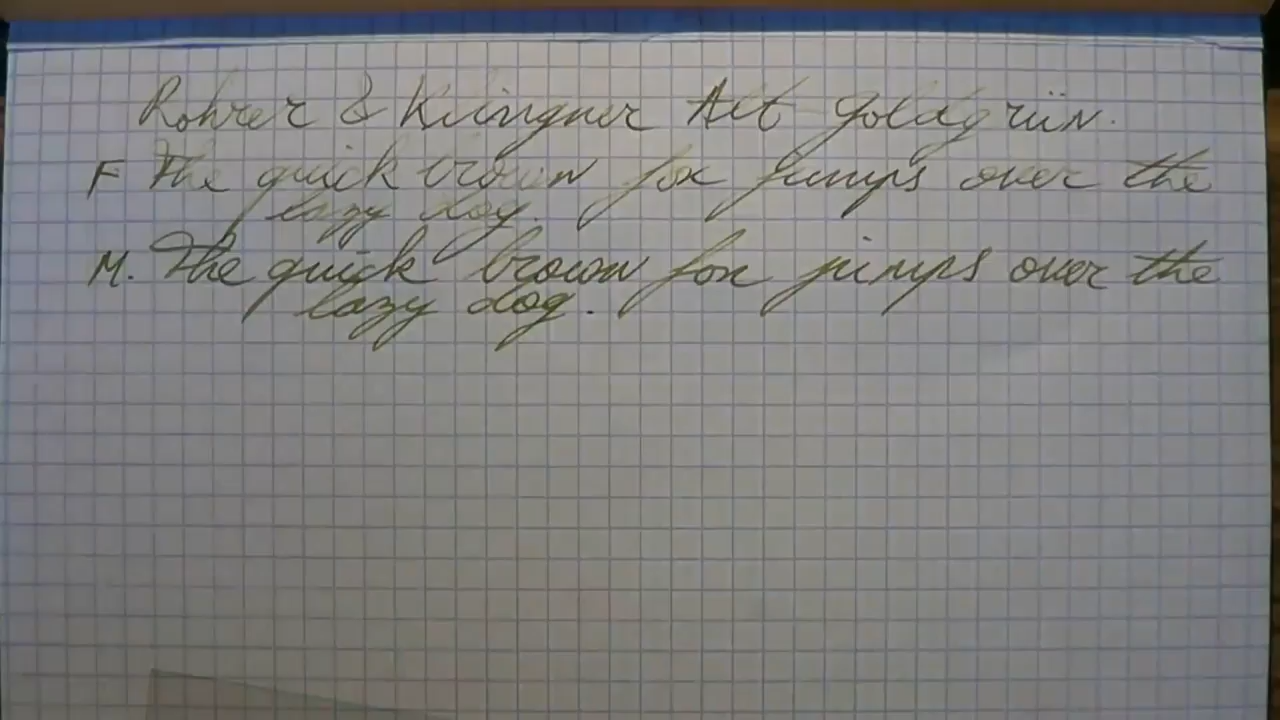 Rohrer & Klingner Alt Goldgrün.
F The quick brown fox jumps over the
lazy dog.
M. The quick brown fox jumps over the
lazy dog.